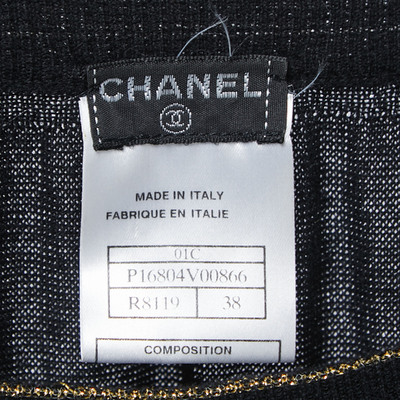 CHANEL
MADE IN ITALY
FABRIQUE EN ITALIE
01C
P16804V00866
R8119 38
COMPOSITION